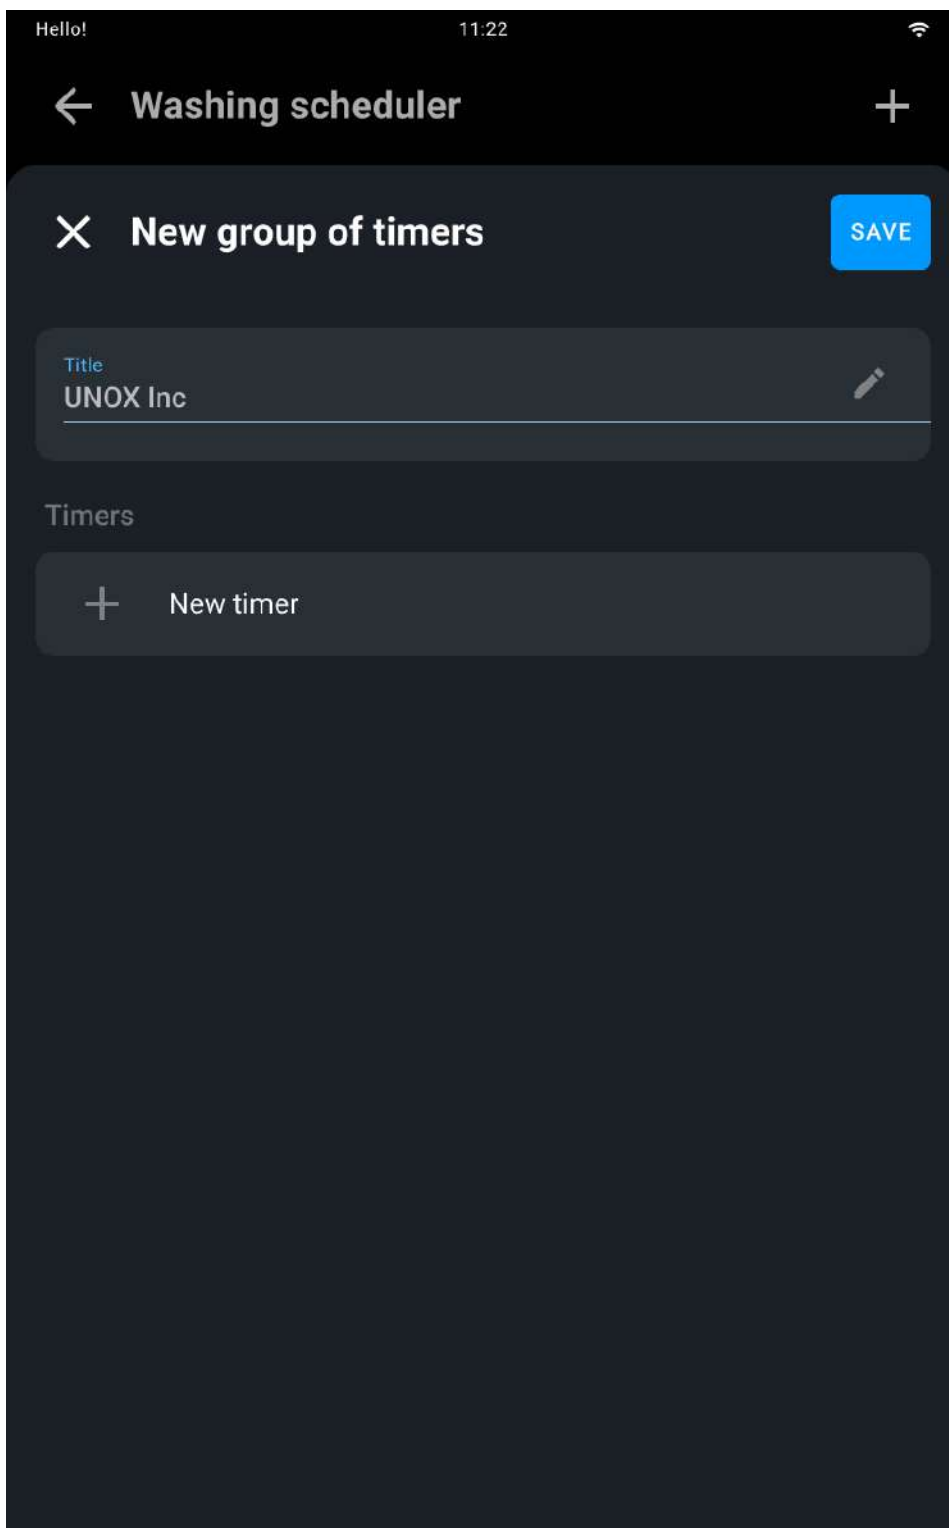 Hello! 11:22
Washing scheduler
New group of timers SAVE
Title
UNOX Inc
Timers
New timer